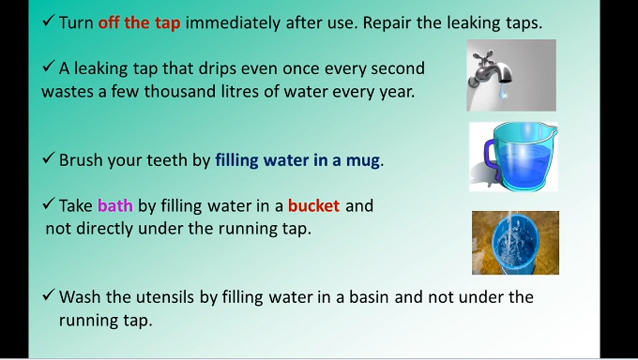 ✓ Turn off the tap immediately after use. Repair the leaking taps.
✓ A leaking tap that drips even once every second
wastes a few thousand litres of water every year.
✓ Brush your teeth by filling water in a mug.
✓ Take bath by filling water in a bucket and
not directly under the running tap.
✓ Wash the utensils by filling water in a basin and not under the
running tap.